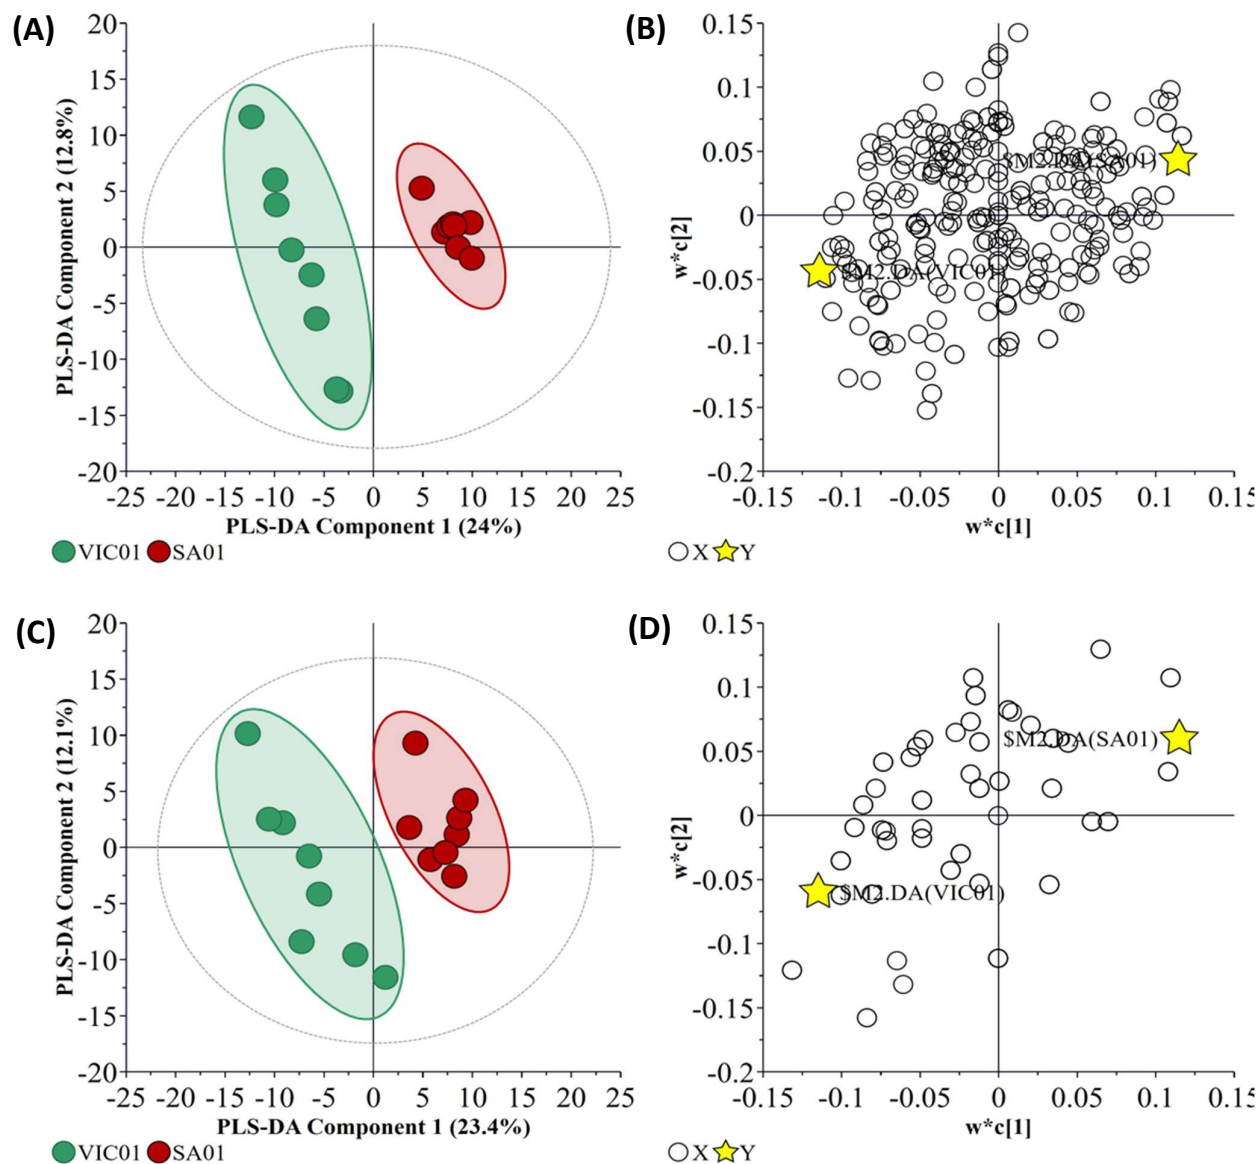 (A)
20
15
10
5
0
-5
-10
-15
-20
PLS-DA Component 2 (12.8%)
-25 -20 -15 -10 -5 0 5 10 15 20 25
PLS-DA Component 1 (24%)
VIC01 SA01
(B)
0.15
0.1
0.05
0
-0.05
-0.1
-0.15
-0.2
w*c[2]
$M2.DA(SA01)
$M2.DA(VIC01)
-0.15 -0.1 -0.05 0 0.05 0.1 0.15
w*c[1]
X Y
(C)
20
15
10
5
0
-5
-10
-15
-20
PLS-DA Component 2 (12.1%)
-25 -20 -15 -10 -5 0 5 10 15 20 25
PLS-DA Component 1 (23.4%)
VIC01 SA01
(D)
0.15
0.1
0.05
0
-0.05
-0.1
-0.15
-0.2
w*c[2]
$M2.DA(SA01)
$M2.DA(VIC01)
-0.15 -0.1 -0.05 0 0.05 0.1 0.15
w*c[1]
X Y